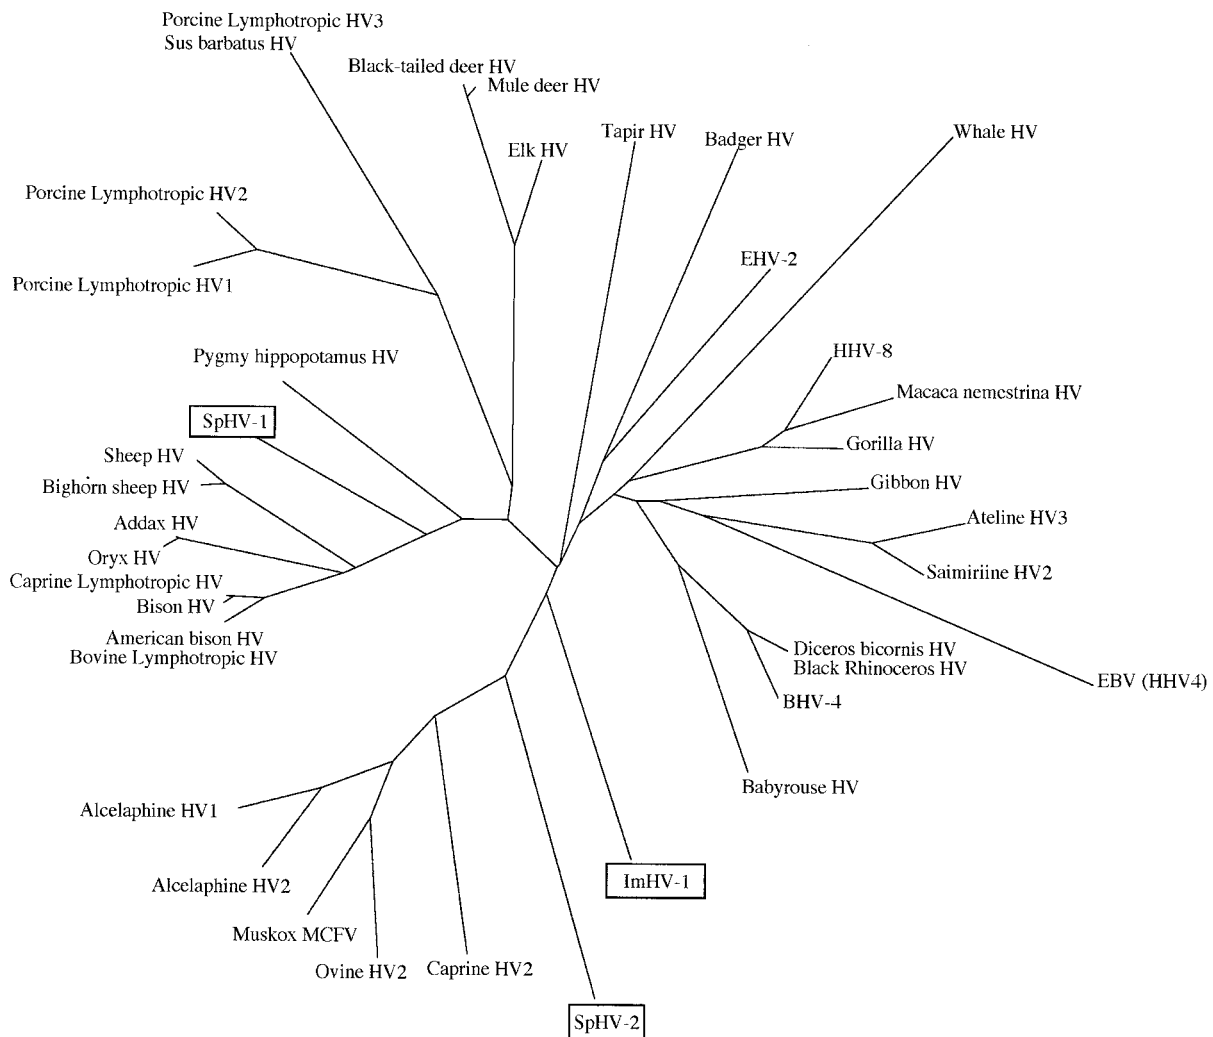 Porcine Lymphotropic HV3
Sus barbatus HV
Black-tailed deer HV
Mule deer HV
Elk HV
Tapir HV
Badger HV
Whale HV
Porcine Lymphotropic HV2
Porcine Lymphotropic HV1
EHV-2
Pygmy hippopotamus HV
HHV-8
Macaca nemestrina HV
SpHV-1
Gorilla HV
Sheep HV
Bighorn sheep HV
Gibbon HV
Addax HV
Ateline HV3
Oryx HV
Saimiriine HV2
Caprine Lymphotropic HV
Bison HV
American bison HV
Bovine Lymphotropic HV
Diceros bicornis HV
Black Rhinoceros HV
EBV (HHV4)
BHV-4
Babyrouse HV
Alcelaphine HV1
Alcelaphine HV2
ImHV-1
Muskox MCFV
Ovine HV2
Caprine HV2
SpHV-2